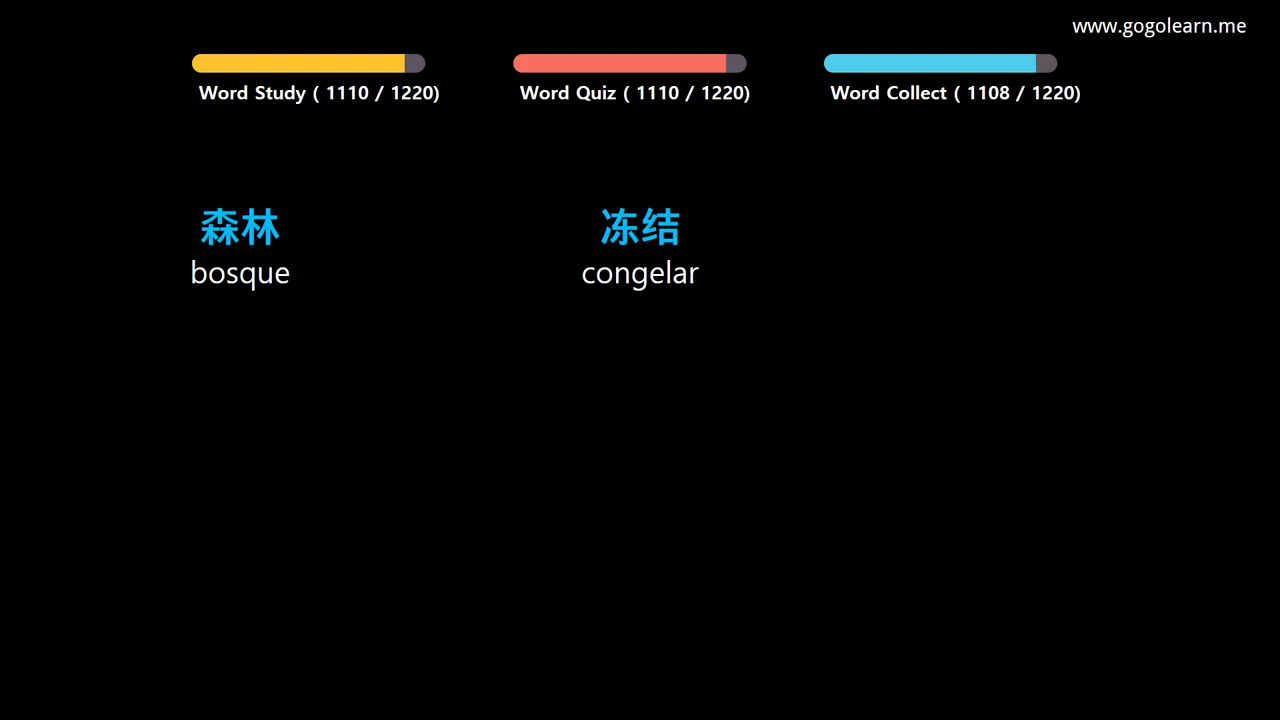 www.gogolearn.me
Word Study ( 1110 / 1220)
Word Quiz ( 1110 / 1220)
Word Collect ( 1108 / 1220)
森林
bosque
冻结
congelar